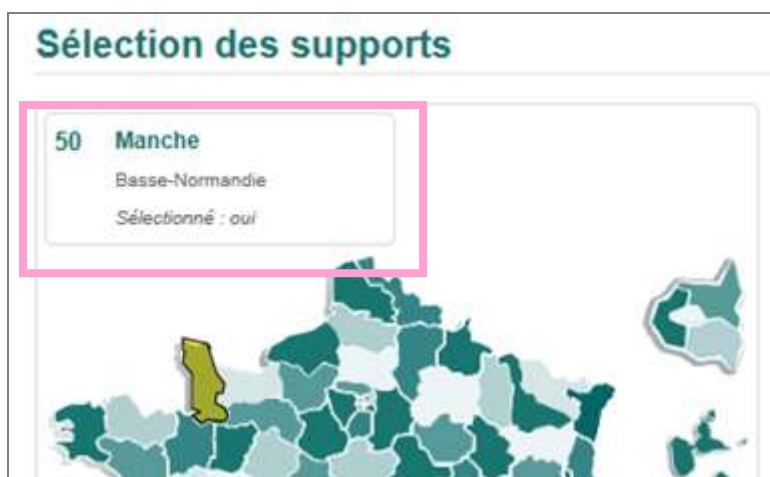 Sélection des supports
50 Manche
Basse-Normandie
Sélectionné : oui